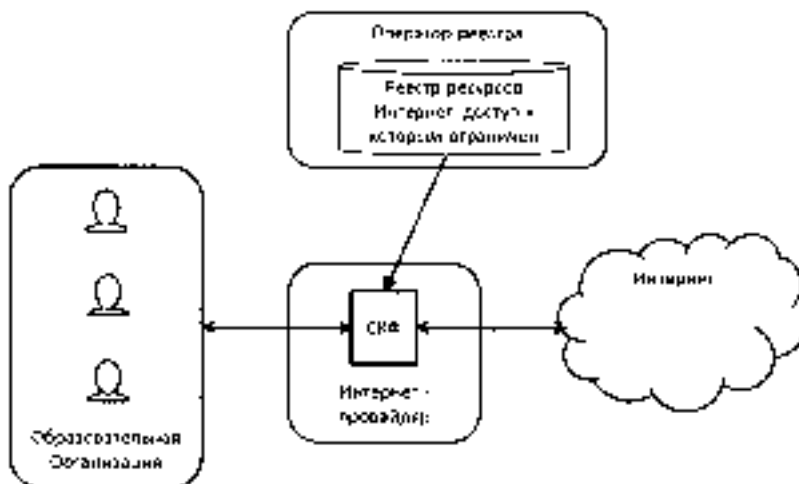 Оператор реестра
Реестр ресурсов
Интернет доступ к
которым ограничен
Интернет
СКФ
Интернет -
провайдер
Образовательная
Организация